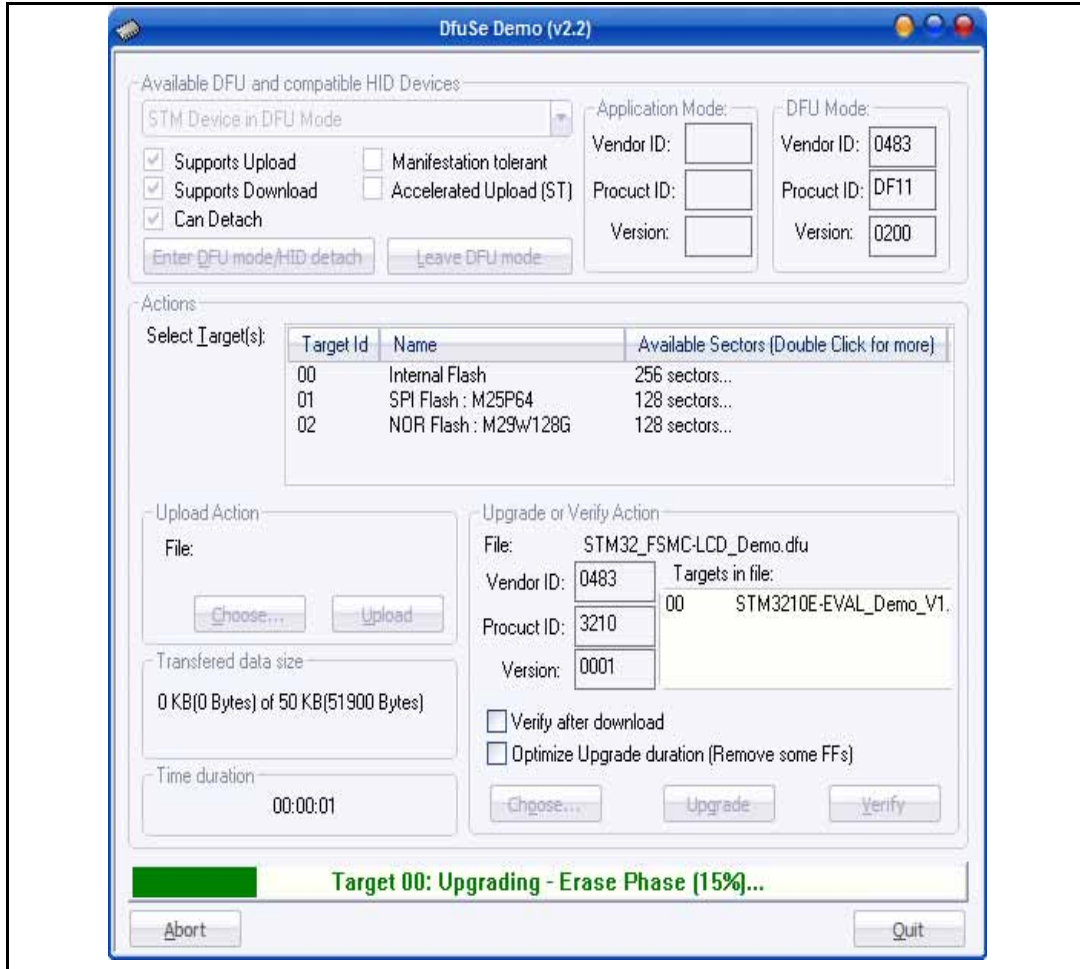 DfuSe Demo (v2.2)
Available DFU and compatible HID Devices
STM Device in DFU Mode
Supports Upload
Manifestation tolerant
Supports Download
Accelerated Upload (ST)
Can Detach
Enter DFU mode/HID detach
Leave DFU mode
Application Mode:
Vendor ID:
Procuct ID:
Version:
DFU Mode:
Vendor ID: 0483
Procuct ID: DF11
Version: 0200
Actions
Select Target(s):
Target Id Name Available Sectors (Double Click for more)
00 Internal Flash 256 sectors...
01 SPI Flash : M25P64 128 sectors...
02 NOR Flash : M29W128G 128 sectors...
Upload Action
File:
Choose...
Upload
Transfered data size
0 KB(0 Bytes) of 50 KB(51900 Bytes)
Time duration
00:00:01
Upgrade or Verify Action
File: STM32_FSMC-LCD_Demo.dfu
Vendor ID: 0483
Procuct ID: 3210
Version: 0001
Targets in file:
00 STM3210E-EVAL_Demo_V1.
Verify after download
Optimize Upgrade duration (Remove some FFs)
Choose...
Upgrade
Verify
Target 00: Upgrading - Erase Phase (15%)...
Abort
Quit